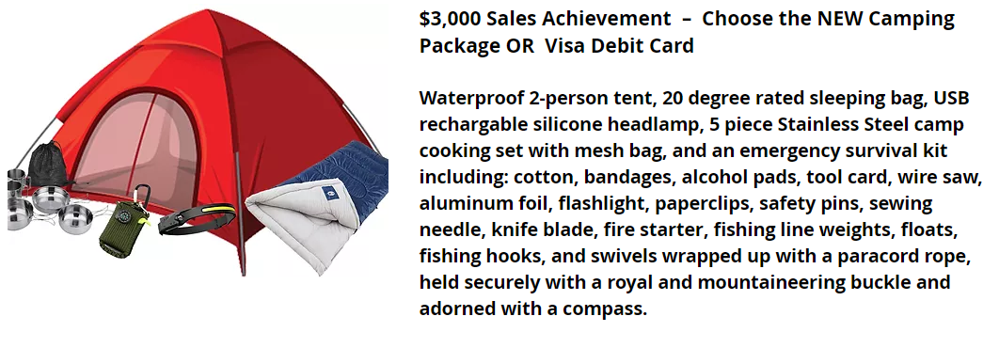 $3,000 Sales Achievement – Choose the NEW Camping
Package OR Visa Debit Card
Waterproof 2-person tent, 20 degree rated sleeping bag, USB
rechargable silicone headlamp, 5 piece Stainless Steel camp
cooking set with mesh bag, and an emergency survival kit
including: cotton, bandages, alcohol pads, tool card, wire saw,
aluminum foil, flashlight, paperclips, safety pins, sewing
needle, knife blade, fire starter, fishing line weights, floats,
fishing hooks, and swivels wrapped up with a paracord rope,
held securely with a royal and mountaineering buckle and
adorned with a compass.